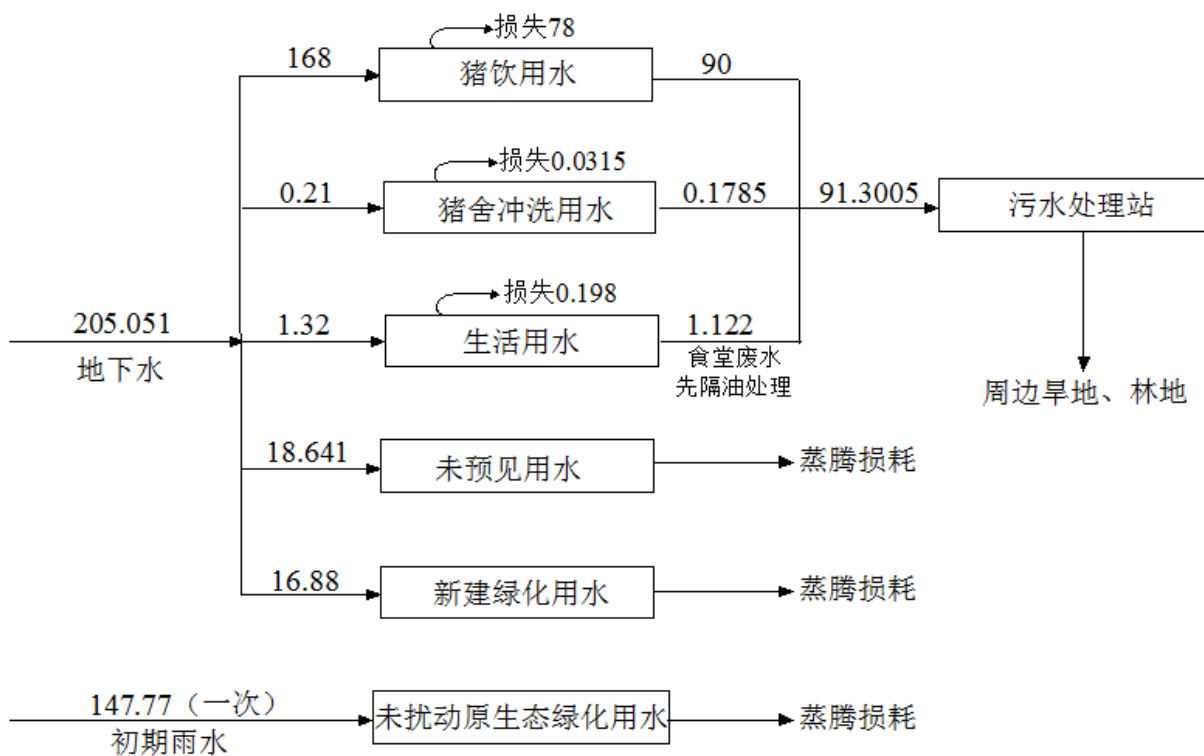 损失78
168
猪饮用水
90
损失0.0315
0.21
猪舍冲洗用水
0.1785
91.3005
污水处理站
损失0.198
205.051
地下水
1.32
生活用水
1.122
食堂废水
先隔油处理
周边旱地、林地
18.641
未预见用水
蒸腾损耗
16.88
新建绿化用水
蒸腾损耗
147.77（一次）
初期雨水
未扰动原生态绿化用水
蒸腾损耗